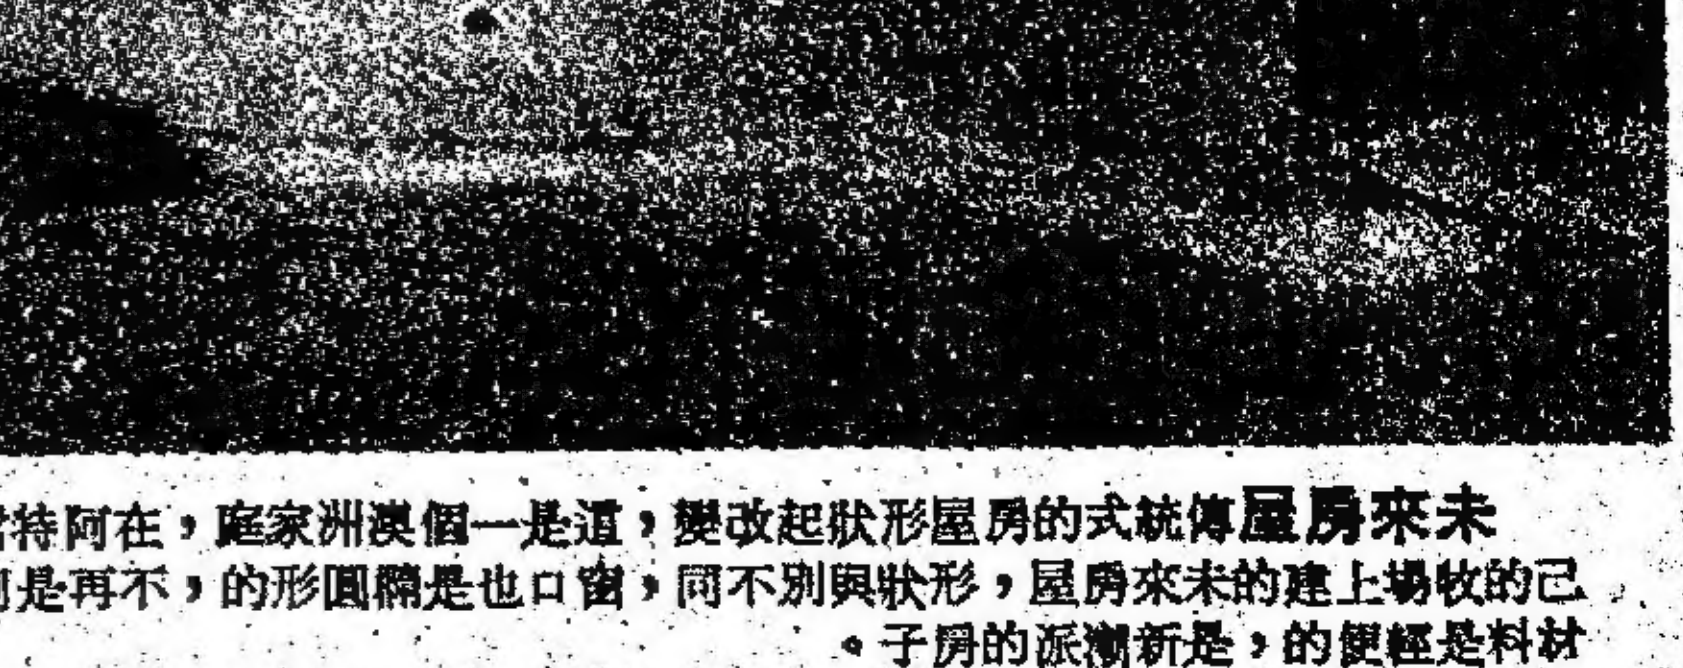 未來房屋傳統式的房屋形狀起改變，這是一個澳洲家庭，在阿特
己的牧場上建的未來房屋，形狀與別不同，窗口也是橢圓形的，不再是
材料是輕便的，是新潮派的房子。